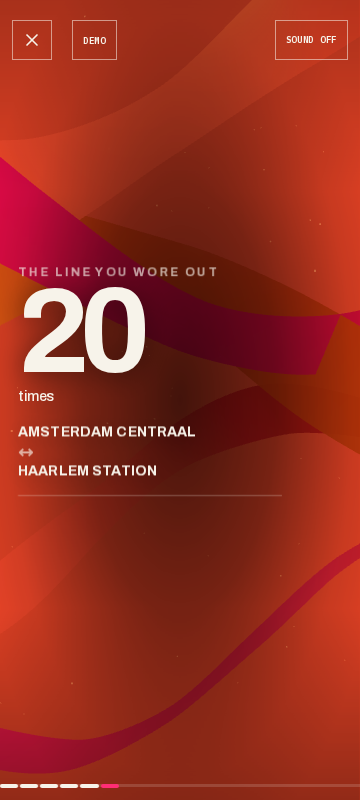 DEMO
SOUND OFF
THE LINE YOU WORE OUT
20
times
AMSTERDAM CENTRAAL
↔
HAARLEM STATION